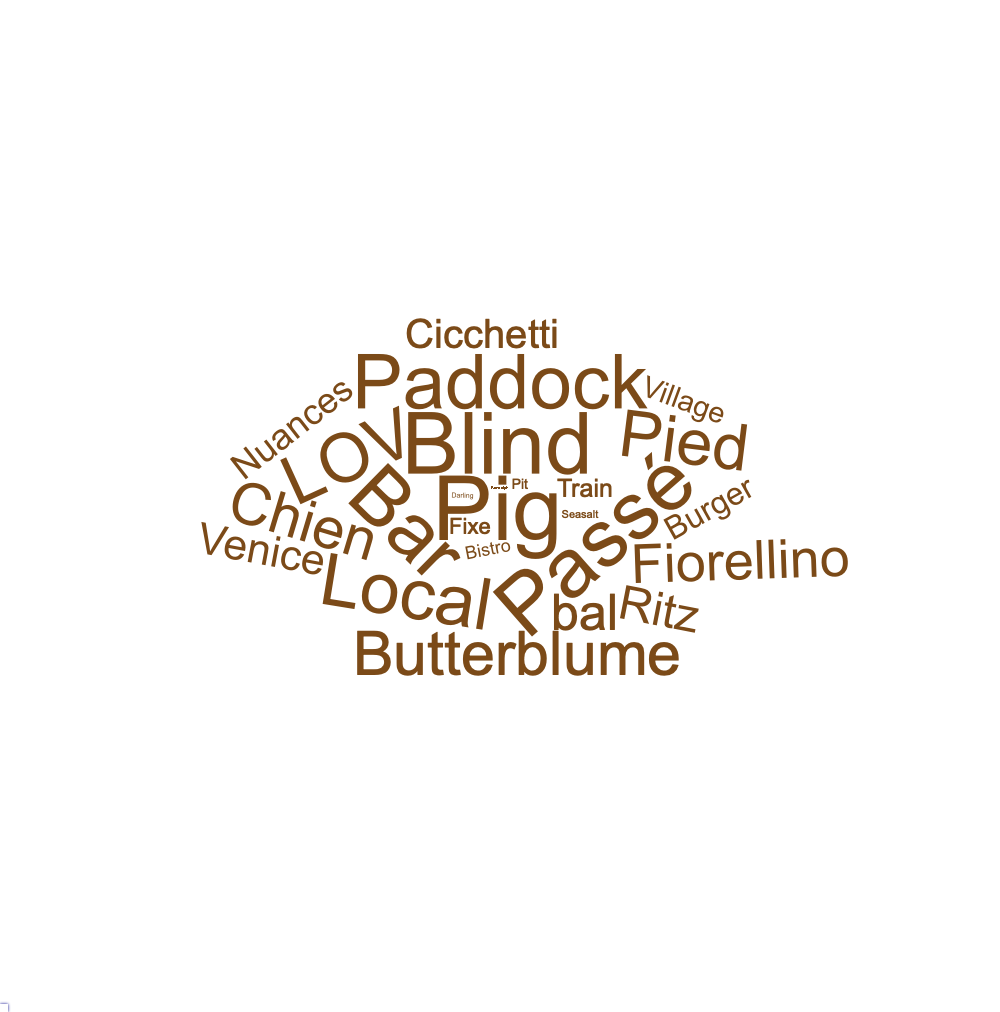 Cicchetti
Paddock
Village
Nuances
LOV
Blind
Pied
Bar
Pig
Pit
Train
Darling
Seasalt
Fixe
Bistro
Passé
Burger
Chien
Venice
Local
Fiorellino
bal
Ritz
Butterblume